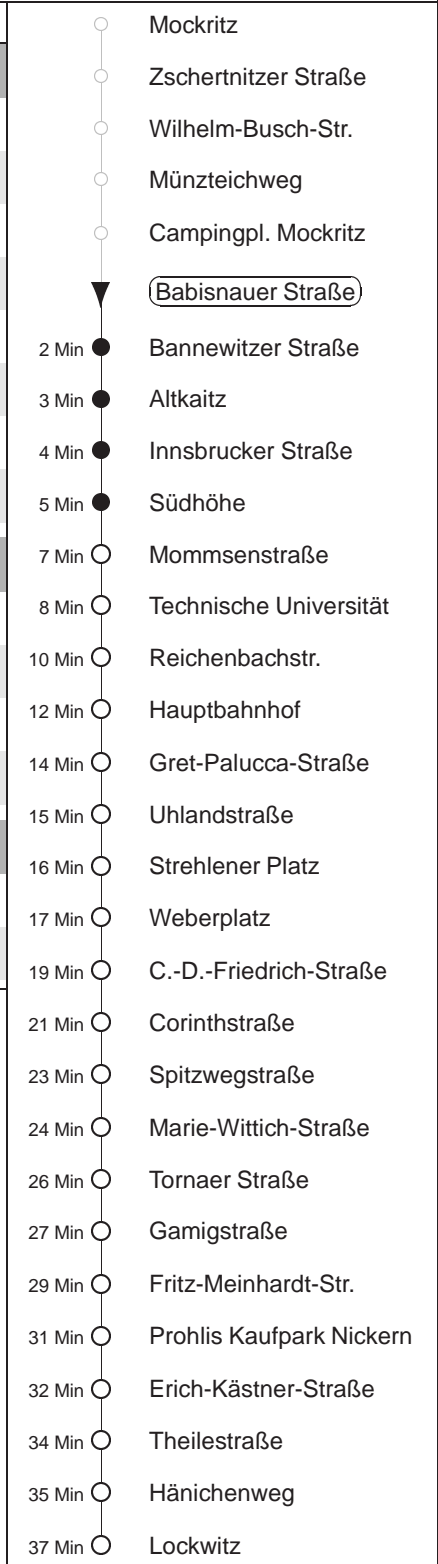 Mockritz
Zschertnitzer Straße
Wilhelm-Busch-Str.
Münzteichweg
Campingpl. Mockritz
Babisnauer Straße
2 Min Bannewitzer Straße
3 Min Altkaitz
4 Min Innsbrucker Straße
5 Min Südhöhe
7 Min Mommsenstraße
8 Min Technische Universität
10 Min Reichenbachstr.
12 Min Hauptbahnhof
14 Min Gret-Palucca-Straße
15 Min Uhlandstraße
16 Min Strehlener Platz
17 Min Weberplatz
19 Min C.-D.-Friedrich-Straße
21 Min Corinthstraße
23 Min Spitzwegstraße
24 Min Marie-Wittich-Straße
26 Min Tornaer Straße
27 Min Gamigstraße
29 Min Fritz-Meinhardt-Str.
31 Min Prohlis Kaufpark Nickern
32 Min Erich-Kästner-Straße
34 Min Theilestraße
35 Min Hänichenweg
37 Min Lockwitz